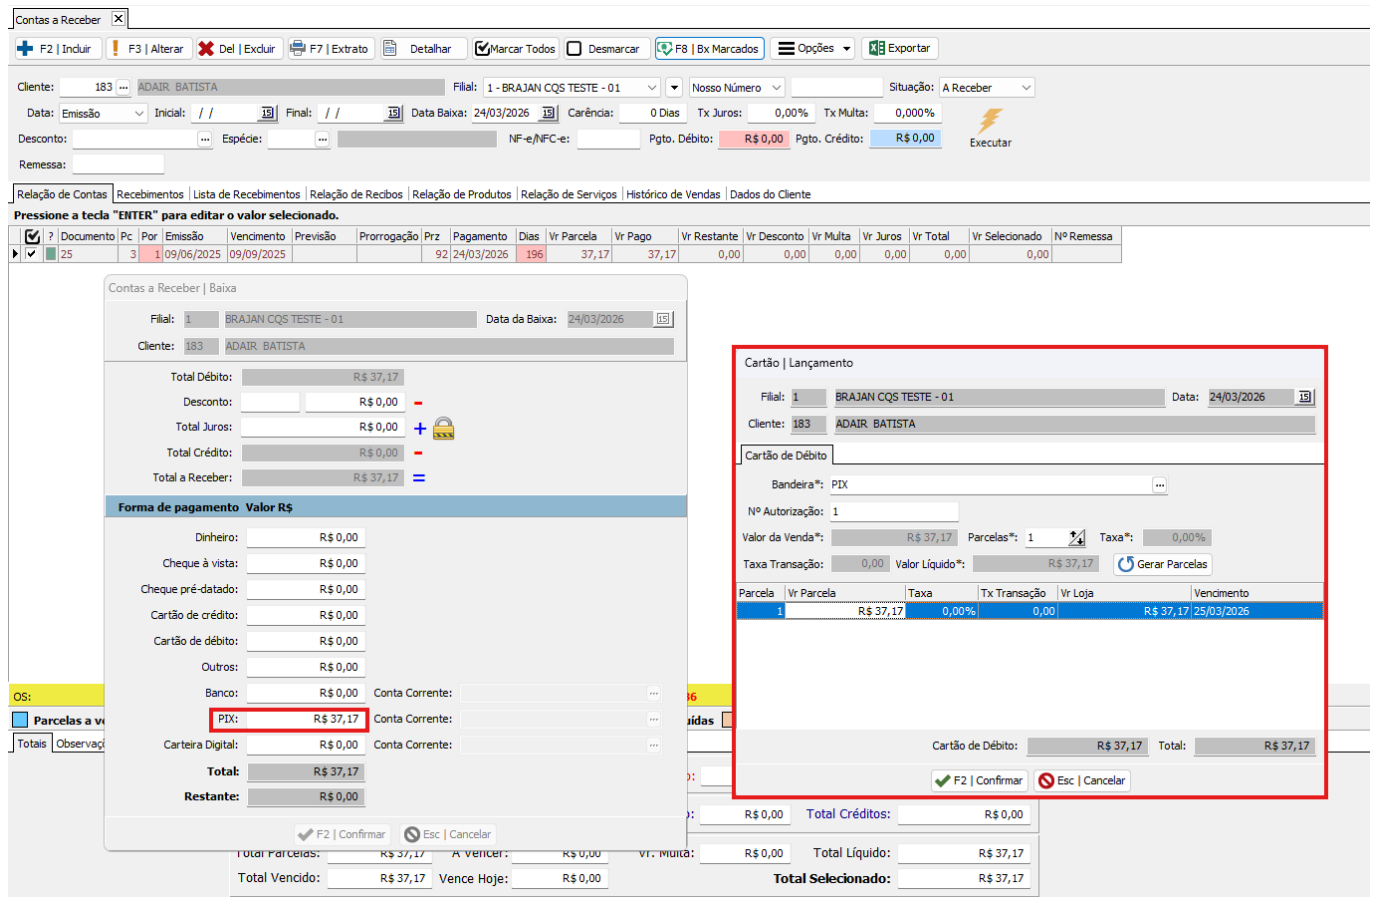 Contas a Receber
F2 | Incluir F3 | Alterar Del | Excluir F7 | Extrato Detalhar Marcar Todos Desmarcar F8 | Bx Marcados Opções Exportar
Cliente: 183 ... ADAIR BATISTA Filial: 1 - BRAJAN CQS TESTE - 01 Nosso Número Situação: A Receber
Data: Emissão Inicial: / / 15 Final: / / 15 Data Baixa: 24/03/2026 15 Carência: 0 Dias Tx Juros: 0,00% Tx Multa: 0,000%
Desconto: ... Espécie: ... NF-e/NFC-e: Pgto. Débito: R$ 0,00 Pgto. Crédito: R$ 0,00 Executar
Remessa:
Relação de Contas Recebimentos Lista de Recebimentos Relação de Recibos Relação de Produtos Relação de Serviços Histórico de Vendas Dados do Cliente
Pressione a tecla "ENTER" para editar o valor selecionado.
? Documento Pc Por Emissão Vencimento Previsão Prorrogação Prz Pagamento Dias Vr Parcela Vr Pago Vr Restante Vr Desconto Vr Multa Vr Juros Vr Total Vr Selecionado Nº Remessa
25 3 1 09/06/2025 09/09/2025 92 24/03/2026 196 37,17 37,17 0,00 0,00 0,00 0,00 0,00 0,00
Contas a Receber | Baixa
Filial: 1 BRAJAN CQS TESTE - 01 Data da Baixa: 24/03/2026 15
Cliente: 183 ADAIR BATISTA
Total Débito: R$ 37,17
Desconto: R$ 0,00 -
Total Juros: R$ 0,00 +
Total Crédito: R$ 0,00 -
Total a Receber: R$ 37,17 =
Forma de pagamento Valor R$
Dinheiro: R$ 0,00
Cheque à vista: R$ 0,00
Cheque pré-datado: R$ 0,00
Cartão de crédito: R$ 0,00
Cartão de débito: R$ 0,00
Outros: R$ 0,00
Banco: R$ 0,00 Conta Corrente: ...
PIX: R$ 37,17 Conta Corrente: ...
Carteira Digital: R$ 0,00 Conta Corrente: ...
Total: R$ 37,17
Restante: R$ 0,00
F2 | Confirmar Esc | Cancelar
Cartão | Lançamento
Filial: 1 BRAJAN CQS TESTE - 01 Data: 24/03/2026 15
Cliente: 183 ADAIR BATISTA
Cartão de Débito
Bandeira*: PIX ...
Nº Autorização: 1
Valor da Venda*: R$ 37,17 Parcelas*: 1 Taxa*: 0,00%
Taxa Transação: 0,00 Valor Líquido*: R$ 37,17 Gerar Parcelas
Parcela Vr Parcela Taxa Tx Transação Vr Loja Vencimento
1 R$ 37,17 0,00% 0,00 R$ 37,17 25/03/2026
Cartão de Débito: R$ 37,17 Total: R$ 37,17
F2 | Confirmar Esc | Cancelar
OS:
Parcelas a
Totais
R$ 0,00 Total Créditos: R$ 0,00
Total Parcelas: R$ 37,17 A Vencer: R$ 0,00 Vr. Multa: R$ 0,00 Total Líquido: R$ 37,17
Total Vencido: R$ 37,17 Vence Hoje: R$ 0,00 Total Selecionado: R$ 37,17